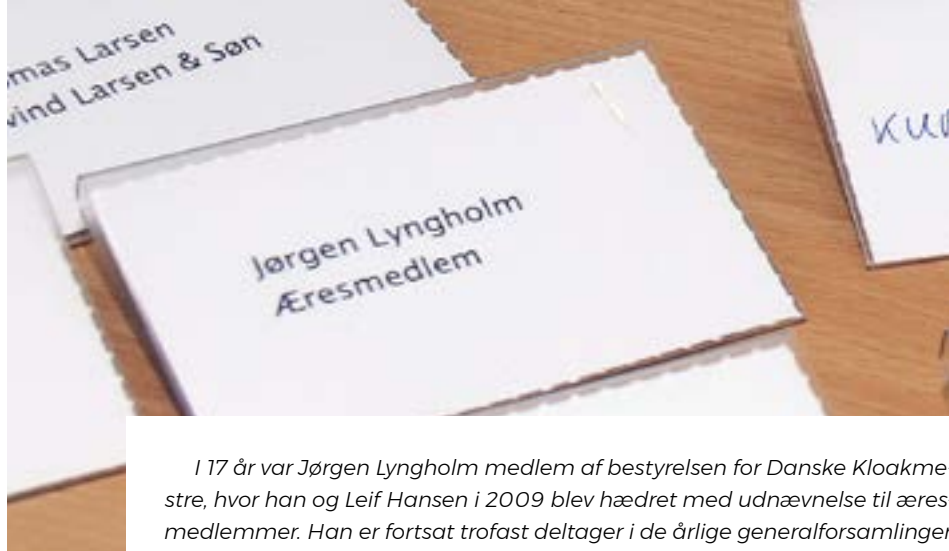 Larsen
Larsen & Søn
Jørgen Lyngholm
Æresmedlem
I 17 år var Jørgen Lyngholm medlem af bestyrelsen for Danske Kloakme
stre, hvor han og Leif Hansen i 2009 blev hædret med udnævnelse til æres
medlemmer. Han er fortsat trofast deltager i de årlige generalforsamlinger